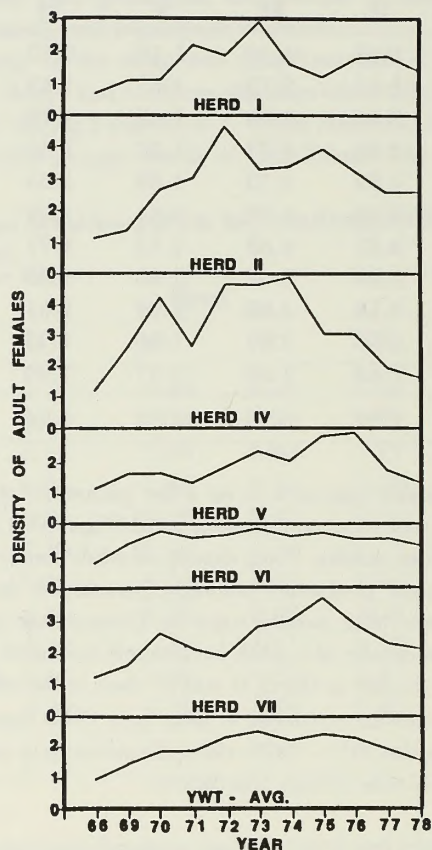 3
2
1
HERD I
0
4
3
2
1
HERD II
0
4
3
2
1
HERD IV
0
2
1
HERD V
0
1
HERD VI
0
3
2
1
HERD VII
0
2
1
YWT - AVG.
0
66 69 70 71 72 73 74 75 76 77 78
YEAR
DENSITY OF ADULT FEMALES